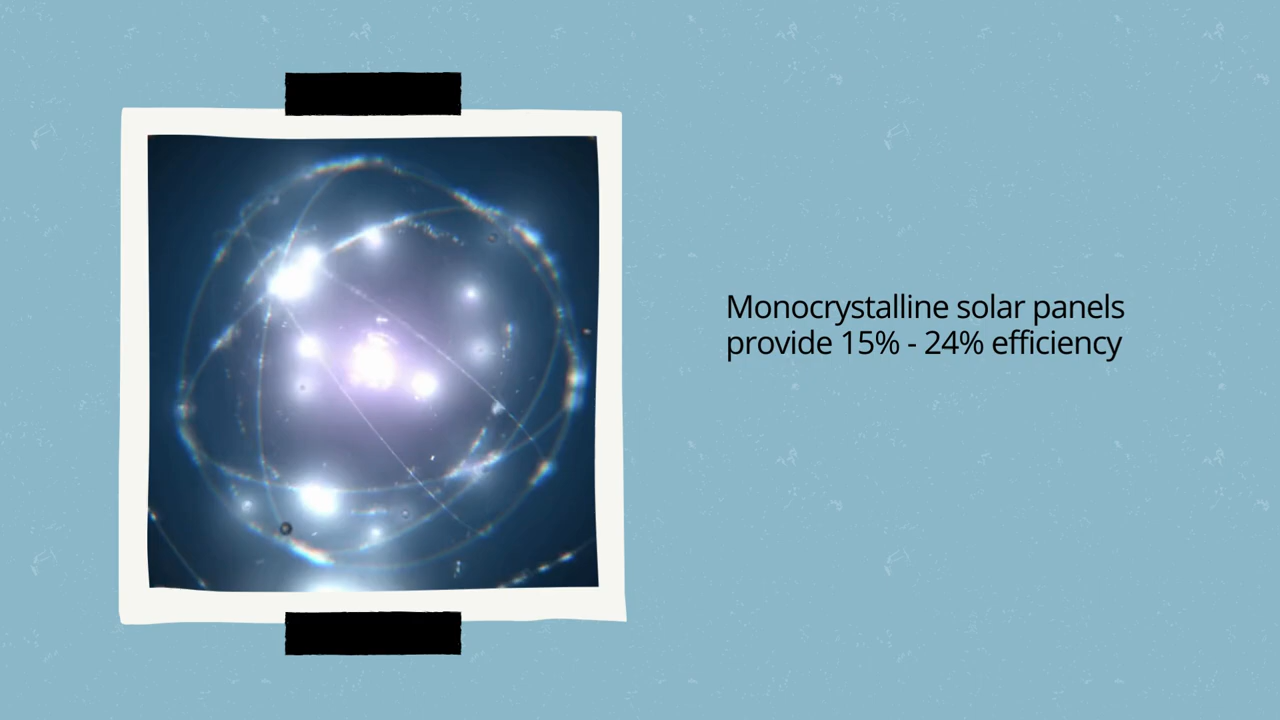 Monocrystalline solar panels
provide 15% - 24% efficiency